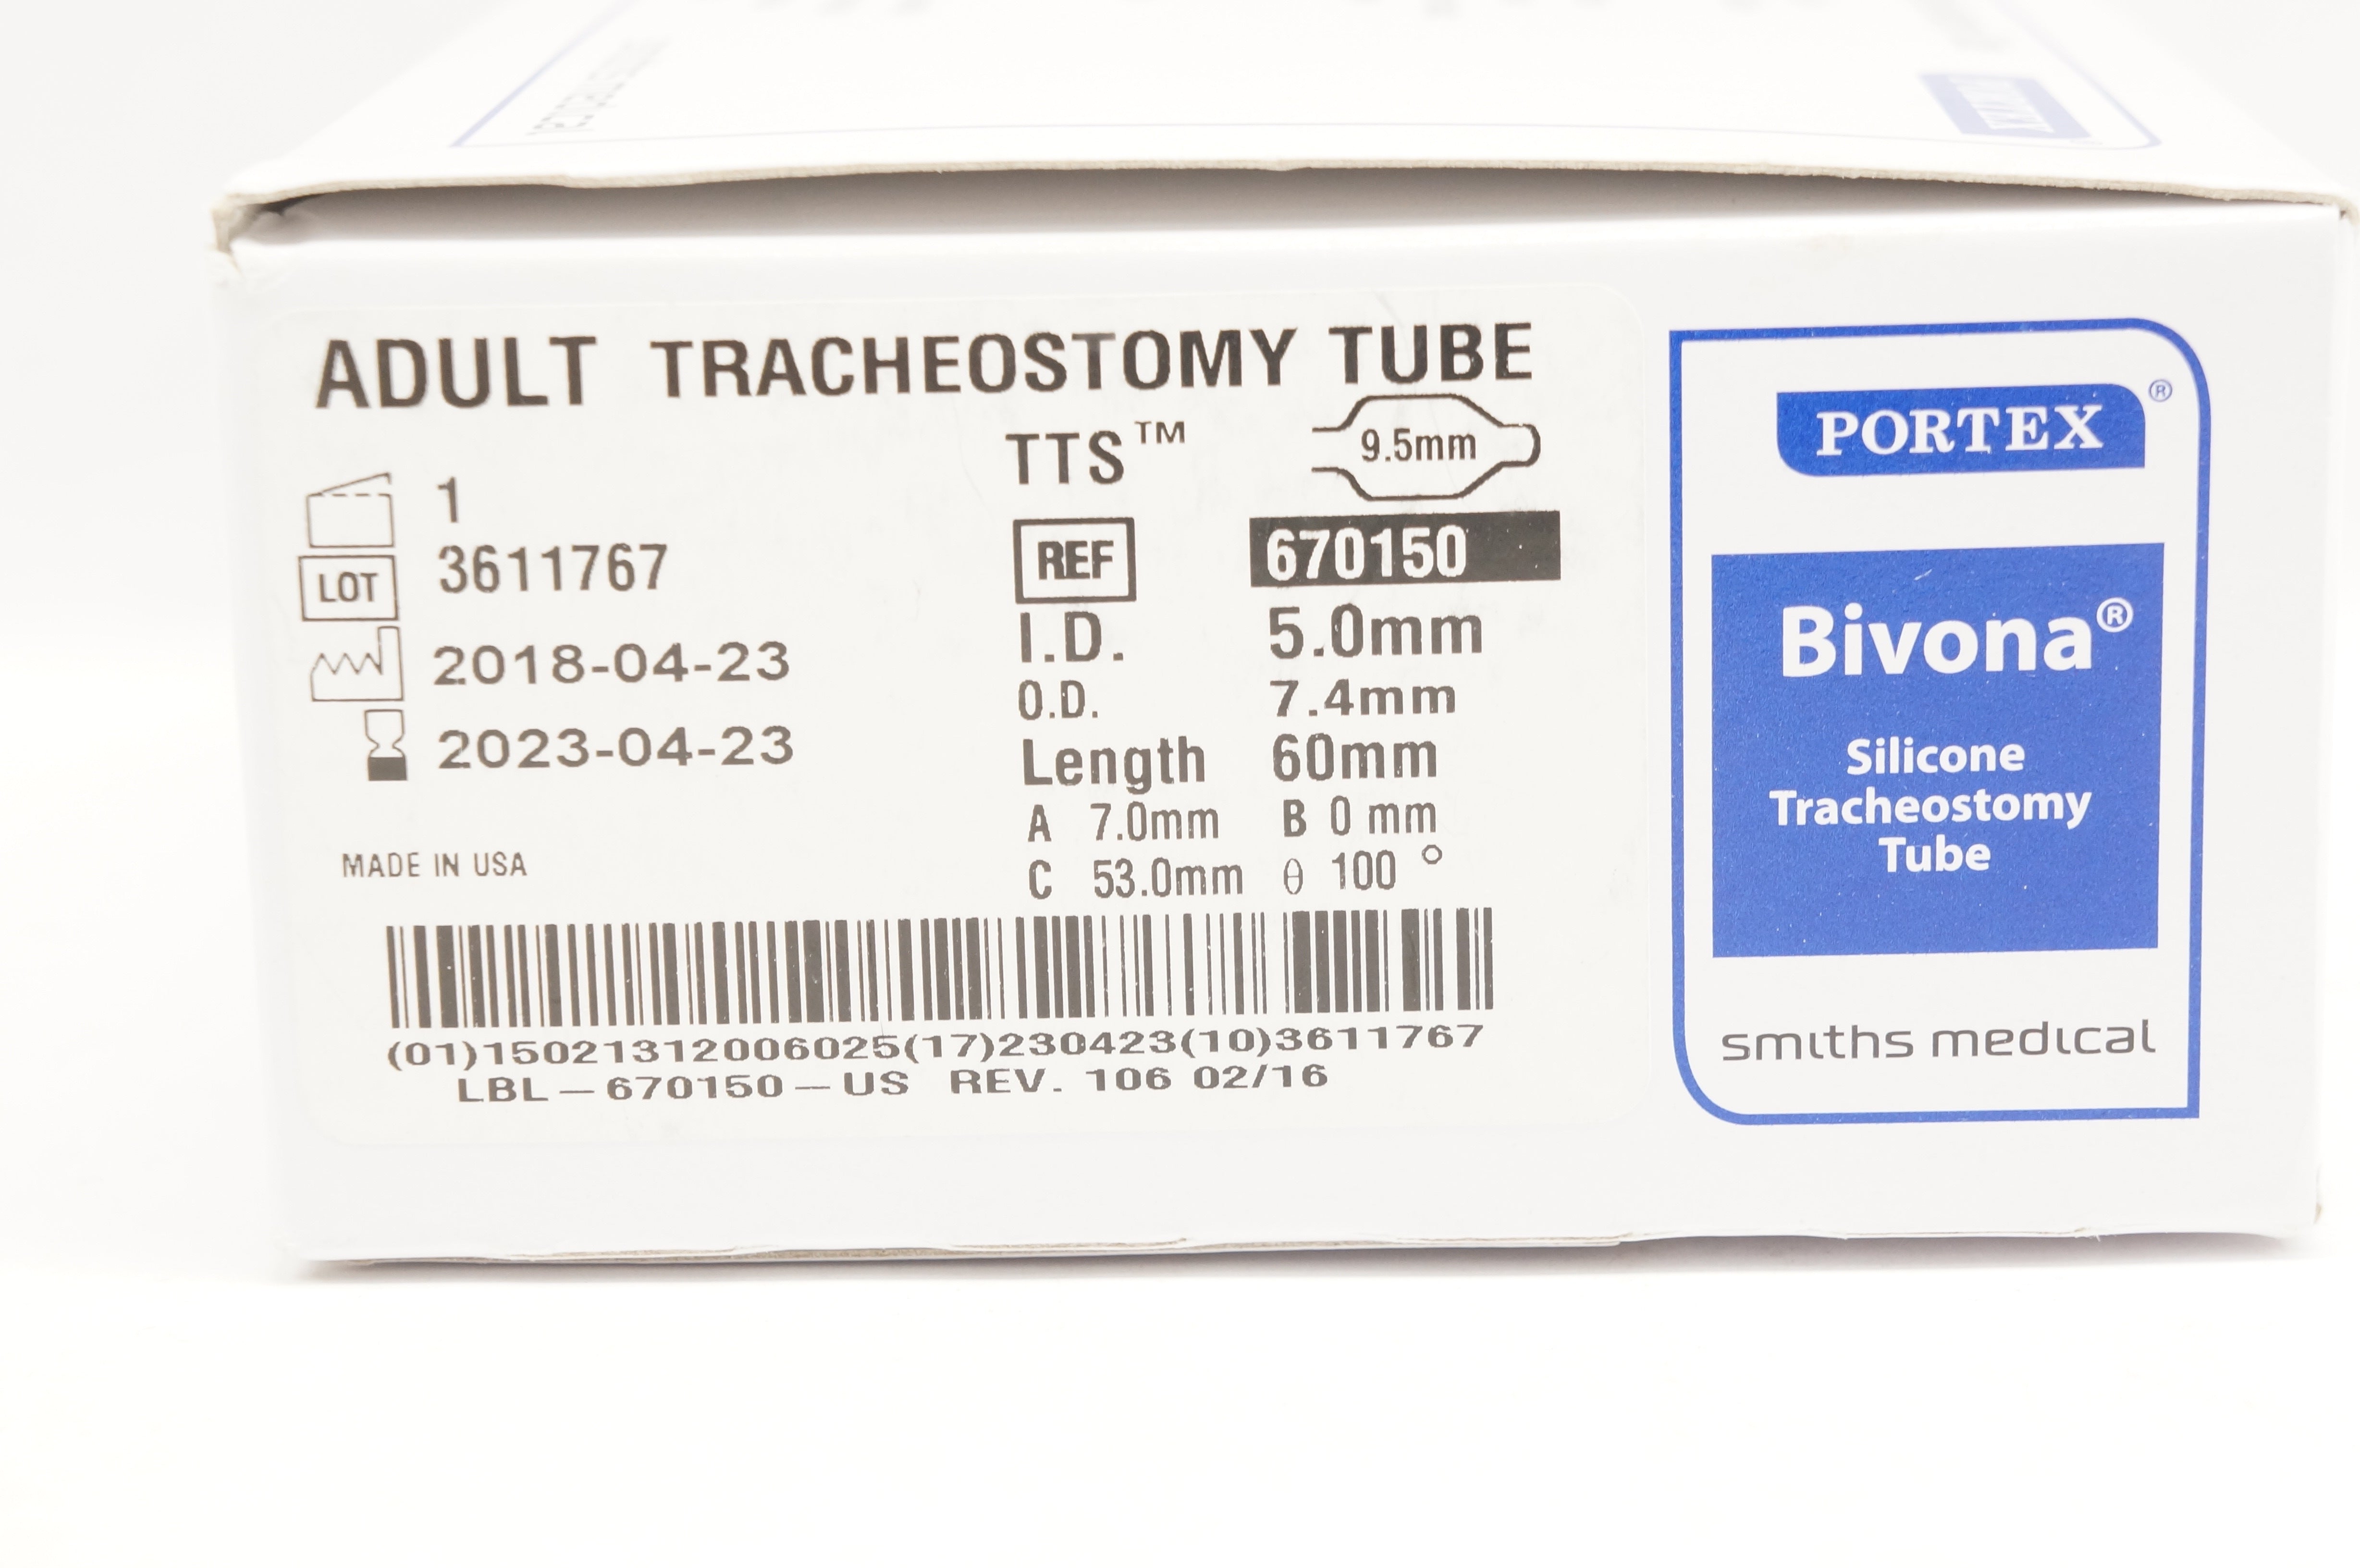 ADULT TRACHEOSTOMY TUBE
TTS™ 9.5mm
1
LOT 3611767
2018-04-23
2023-04-23
MADE IN USA
REF 670150
I.D. 5.0mm
O.D. 7.4mm
Length 60mm
A 7.0mm B 0 mm
C 53.0mm θ 100 °
(01)15021312006025(17)230423(10)3611767
LBL — 670150 — US REV. 106 02/16
PORTEX®
Bivona®
Silicone
Tracheostomy
Tube
smiths medical